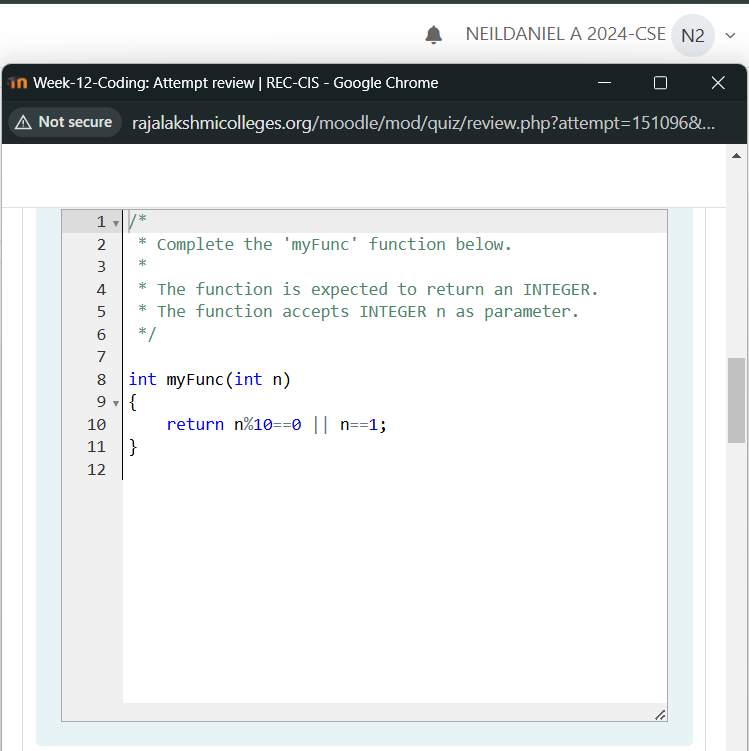 NEILDANIEL A 2024-CSE N2
Week-12-Coding: Attempt review | REC-CIS - Google Chrome
Not secure rajalakshmicolleges.org/moodle/mod/quiz/review.php?attempt=151096&...
1 /*
2  * Complete the 'myFunc' function below.
3  *
4  * The function is expected to return an INTEGER.
5  * The function accepts INTEGER n as parameter.
6  */
7
8 int myFunc(int n)
9 {
10     return n%10==0 || n==1;
11 }
12